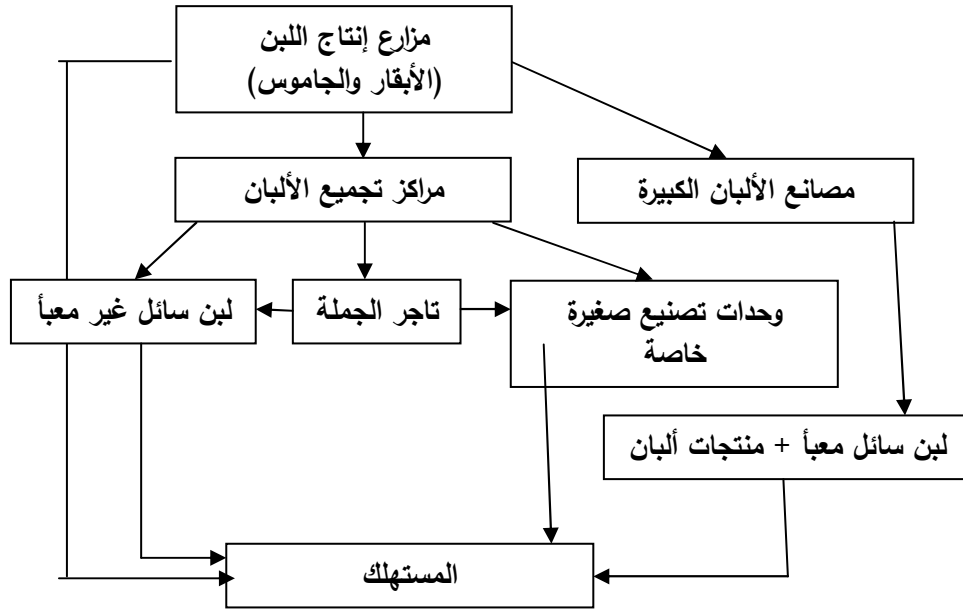 مزارع إنتاج اللبن
(الأبقار والجاموس)
مراكز تجميع الألبان
مصانع الألبان الكبيرة
لبن سائل غير معبأ
تاجر الجملة
وحدات تصنيع صغيرة
خاصة
لبن سائل معبأ + منتجات ألبان
المستهلك